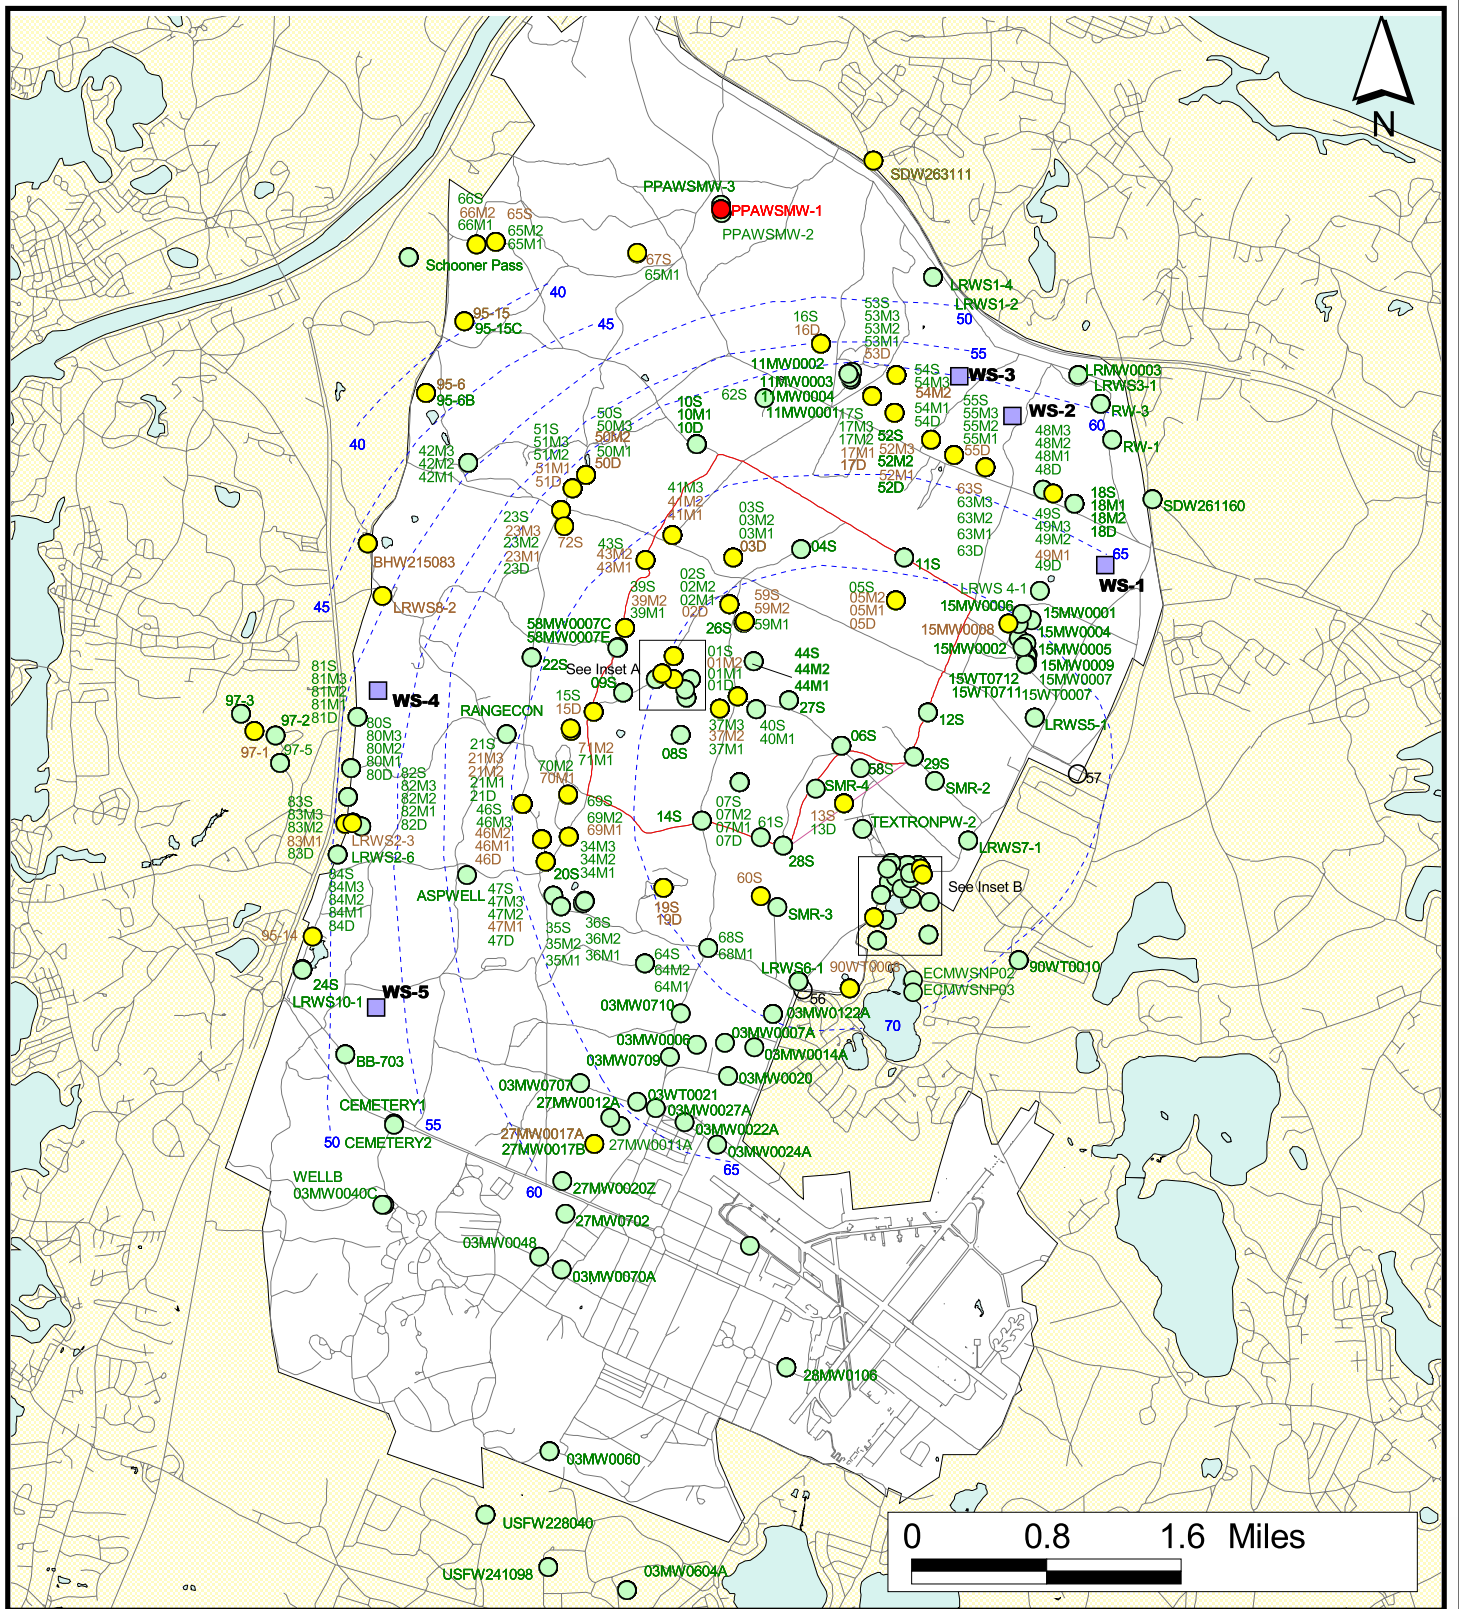 N
SDW263111
PPAWSMW-3
PPAWSMW-1
PPAWSMW-2
66S
66M2
66M1
65S
65M2
65M1
Schooner Pass
67S
65M1
LRWS1-4
LRWS1-2
40
45
50
55
95-15
95-15C
16S
16D
53S
53M3
53M2
53M1
53D
11MW0002
11MW0003
11MW0004
11MW0001
62S
54S
54M3
54M2
54M1
54D
WS-3
WS-2
LRMW0003
LRWS3-1
RW-3
60
RW-1
95-6
95-6B
40
10S
10M1
10D
50S
50M3
50M2
50M1
50D
51S
51M3
51M2
51M1
51D
42M3
42M2
42M1
17S
17M3
17M2
17M1
17D
52S
52M3
52M2
52M1
52D
55S
55M3
55M2
55M1
55D
48M3
48M2
48M1
48D
63S
63M3
63M2
63M1
63D
18S
18M1
18M2
18D
SDW261160
49S
49M3
49M2
49M1
49D
65
WS-1
41M3
41M2
41M1
03S
03M2
03M1
03D
04S
11S
23S
23M3
23M2
23M1
23D
72S
43S
43M2
43M1
BHW215083
LRWS8-2
45
39S
39M2
39M1
02S
02M2
02M1
02D
59S
59M2
59M1
26S
05S
05M2
05M1
05D
LRWS 4-1
15MW0006
15MW0001
15MW0008
15MW0004
15MW0002
15MW0005
15MW0009
15MW0007
15WT0712
15WT0711
15WT0007
LRWS5-1
58MW0007C
58MW0007E
22S
See Inset A
09S
01S
01M2
01M1
01D
44S
44M2
44M1
27S
40S
40M1
37M3
37M2
37M1
12S
06S
58S
29S
SMR-2
SMR-4
57
81S
81M3
81M2
81M1
81D
WS-4
97-3
97-2
97-1
97-5
80S
80M3
80M2
80M1
80D
RANGECON
15S
15D
71M2
71M1
08S
21S
21M3
21M2
21M1
21D
70M2
70M1
82S
82M3
82M2
82M1
82D
83S
83M3
83M2
83M1
83D
LRWS2-3
LRWS2-6
46S
46M3
46M2
46M1
46D
69S
69M2
69M1
34M3
34M2
34M1
14S
07S
07M2
07M1
07D
61S
28S
13S
13D
TEXTRONPW-2
LRWS7-1
See Inset B
84S
84M3
84M2
84M1
84D
ASPWELL
20S
47S
47M3
47M2
47M1
47D
35S
35M2
35M1
36S
36M2
36M1
19S
19D
60S
SMR-3
95-14
24S
LRWS10-1
WS-5
64S
64M2
64M1
68S
68M1
LRWS6-1
90WT0003
56
ECMWSNP02
ECMWSNP03
90WT0010
70
03MW0710
03MW0122A
03MW0006
03MW0007A
03MW0709
03MW0014A
03MW0020
BB-703
03MW0707
03WT0021
27MW0012A
03MW0027A
03MW0022A
27MW0017A
27MW0017B
27MW0011A
03MW0024A
65
CEMETERY1
CEMETERY2
50
55
60
WELLB
03MW0040C
27MW0020Z
27MW0702
03MW0048
03MW0070A
28MW0106
03MW0060
USFW228040
USFW241098
03MW0604A
0 0.8 1.6 Miles